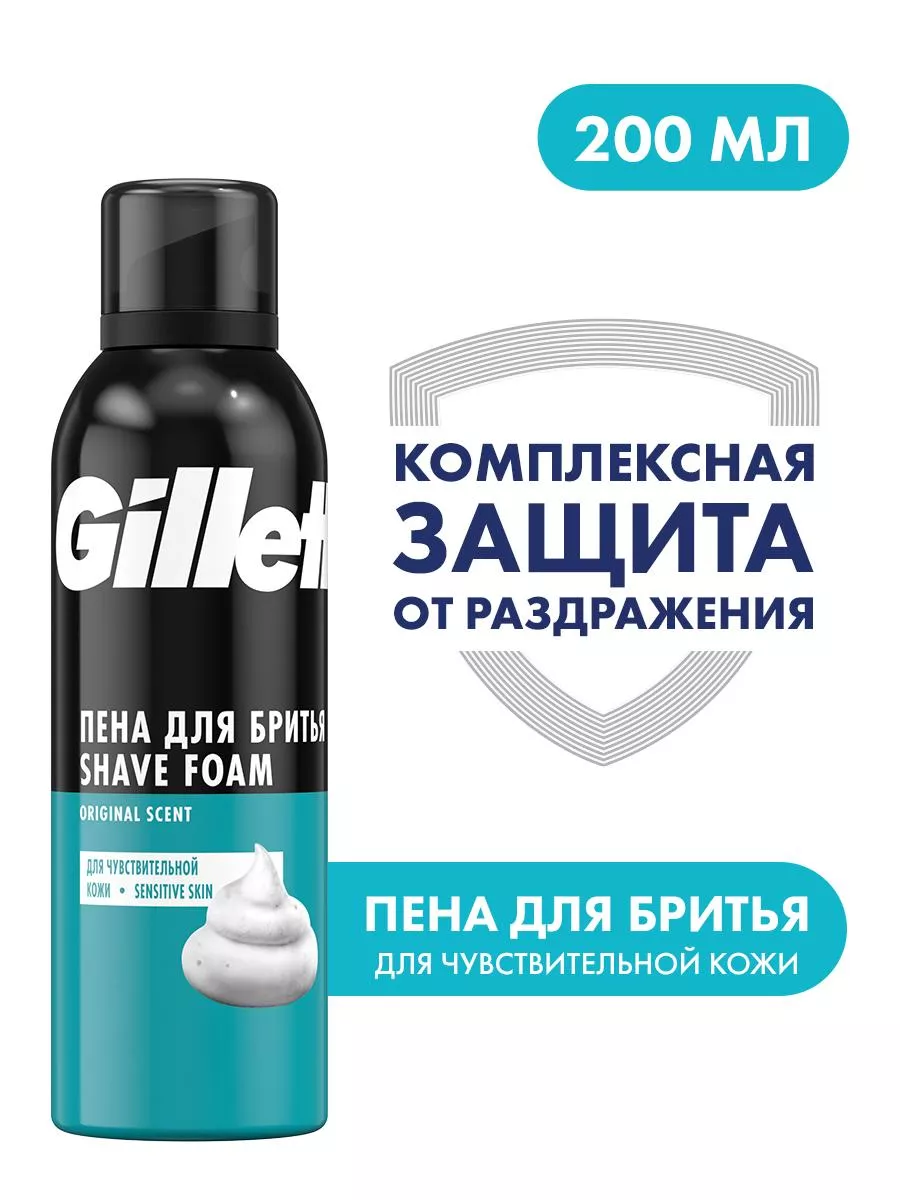 200 МЛ
Gillett
ПЕНА ДЛЯ БРИТЬЯ
SHAVE FOAM
ORIGINAL SCENT
ДЛЯ ЧУВСТВИТЕЛЬНОЙ
КОЖИ • SENSITIVE SKIN
КОМПЛЕКСНАЯ
ЗАЩИТА
ОТ РАЗДРАЖЕНИЯ
ПЕНА ДЛЯ БРИТЬЯ
ДЛЯ ЧУВСТВИТЕЛЬНОЙ КОЖИ